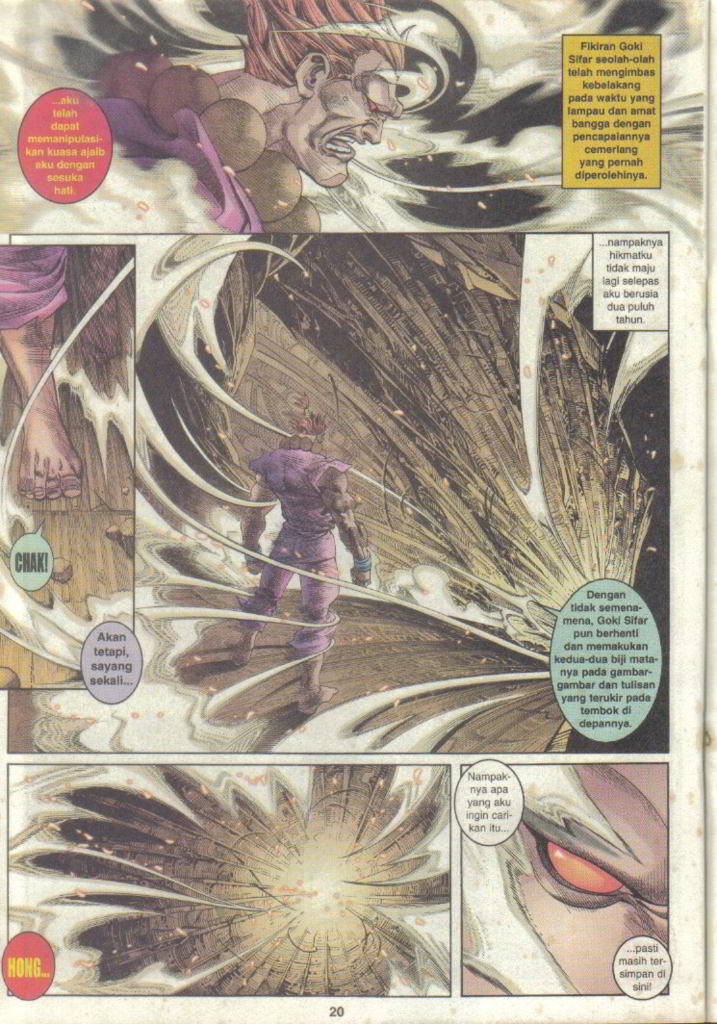 Fikiran Goki
Sifar seolah-olah
telah mengimbas
kebelakang
pada waktu yang
lampau dan amat
bangga dengan
pencapaiannya
cemerlang
yang pernah
diperolehinya.
...aku
telah
dapat
memanipulasi-
kan kuasa ajaib
aku dengan
sesuka
hati.
...nampaknya
hikmatku
tidak maju
lagi selepas
aku berusia
dua puluh
tahun.
CHAK!
Akan
tetapi,
sayang
sekali...
Dengan
tidak semena-
mena, Goki Sifar
pun berhenti
dan memakukan
kedua-dua biji mata-
nya pada gambar-
gambar dan tulisan
yang terukir pada
tembok di
depannya.
HONG...
Nampak-
nya apa
yang aku
ingin cari-
kan itu...
...pasti
masih ter-
simpan di
sini!
20